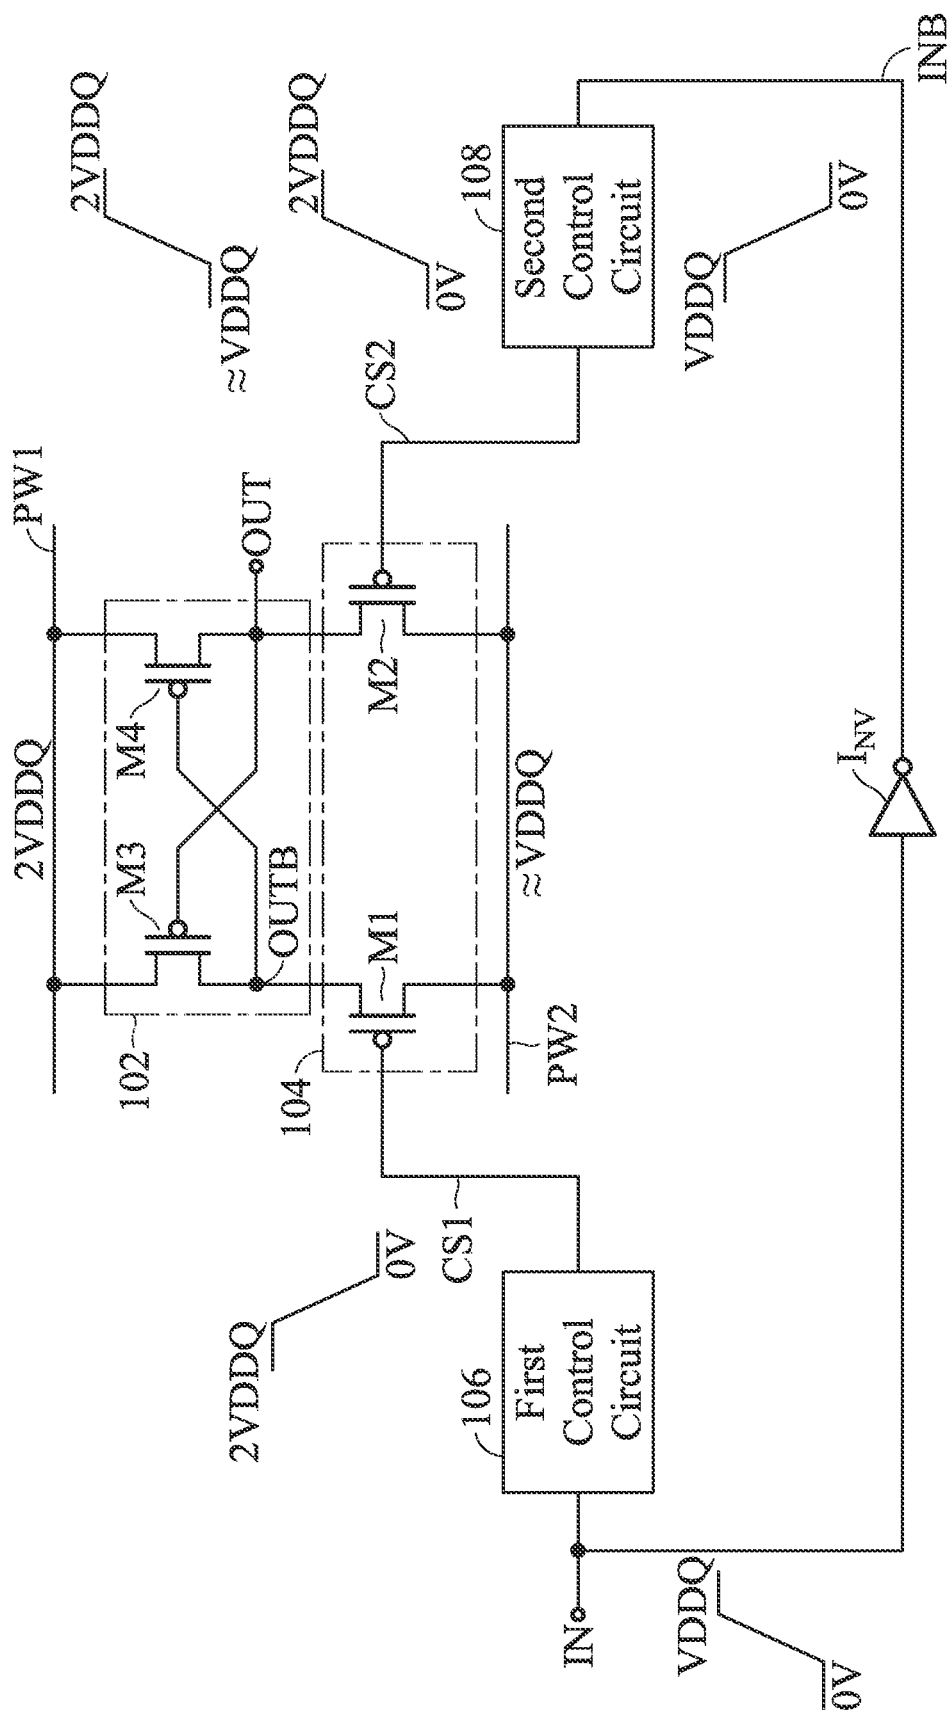 2VDDQ
PW1
2VDDQ
≈VDDQ
102
M3
M4
OUTB
OUT
2VDDQ
0V
CS1
104
M1
M2
CS2
2VDDQ
0V
PW2
≈VDDQ
106
First
Control
Circuit
108
Second
Control
Circuit
IN
VDDQ
0V
VDDQ
0V
INV
INB